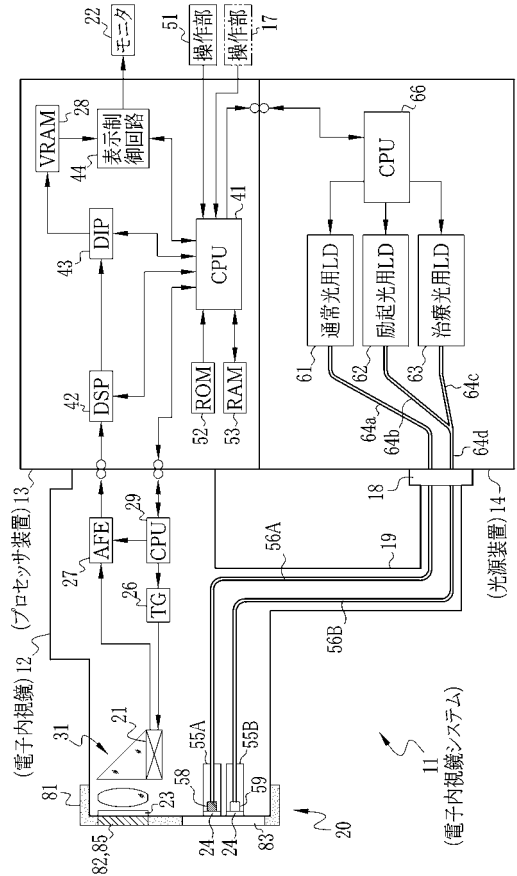 22
モニタ
51
操作部
17
操作部
VRAM
28
表示制
御回路
44
66
CPU
41
CPU
43
DIP
通常光用LD
励起光用LD
治療光用LD
61
62
63
42
DSP
ROM
52
RAM
53
64a
64b
64c
64d
(プロセッサ装置)13
(光源装置)14
18
19
27
AFE
29
CPU
26
TG
56A
56B
(電子内視鏡)12
31
21
81
23
82,85
55A
55B
58
59
24
24
83
20
11
(電子内視鏡システム)